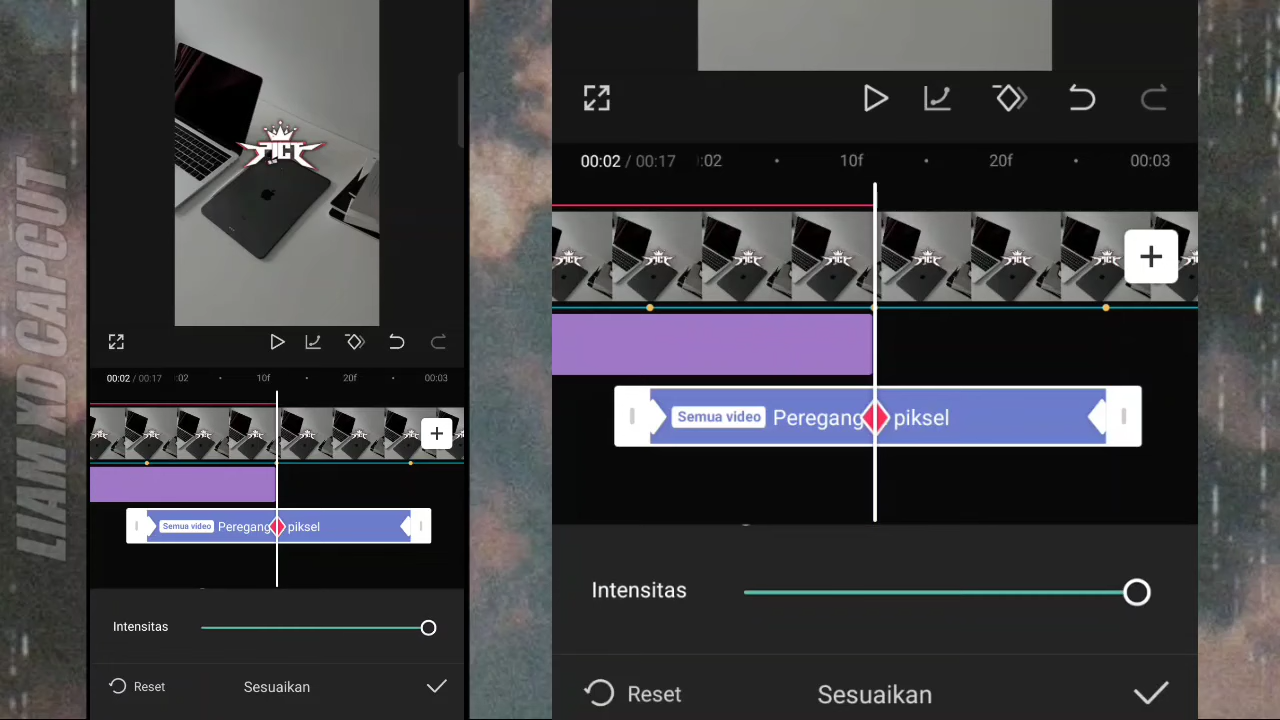 LIAM XD CAPCUT
PICT
00:02 / 00:17 :02 10f 20f 00:03
Semua video Peregang piksel
Intensitas
Reset Sesuaikan
00:02 / 00:17 :02 10f 20f 00:03
Semua video Peregang piksel
Intensitas
Reset Sesuaikan